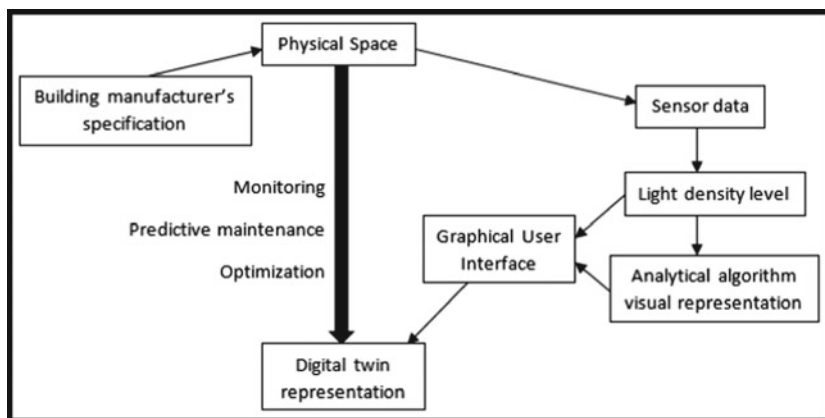 Physical Space
Building manufacturer's
specification
Sensor data
Monitoring
Light density level
Predictive maintenance
Graphical User
Interface
Optimization
Analytical algorithm
visual representation
Digital twin
representation